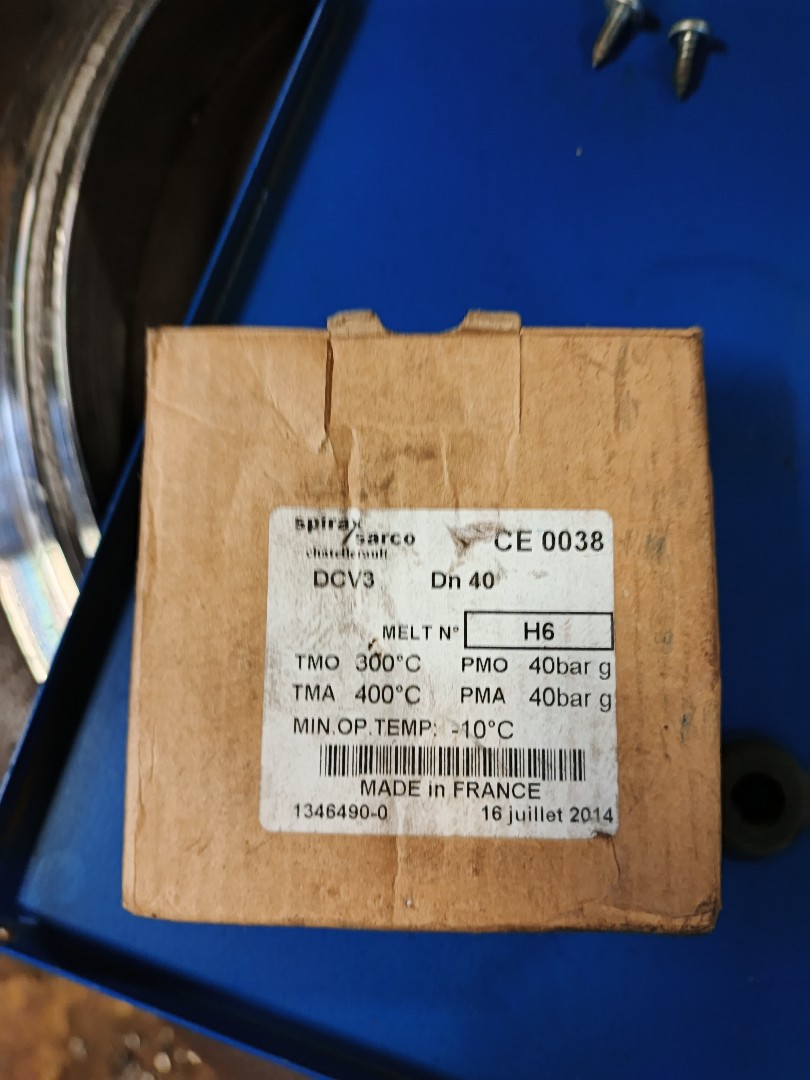 spirax
sarco
châtellerault
CE 0038
DCV3 Dn 40
MELT N° H6
TMO 300°C PMO 40bar g
TMA 400°C PMA 40bar g
MIN.OP.TEMP: -10°C
MADE in FRANCE
1346490-0 16 juillet 2014